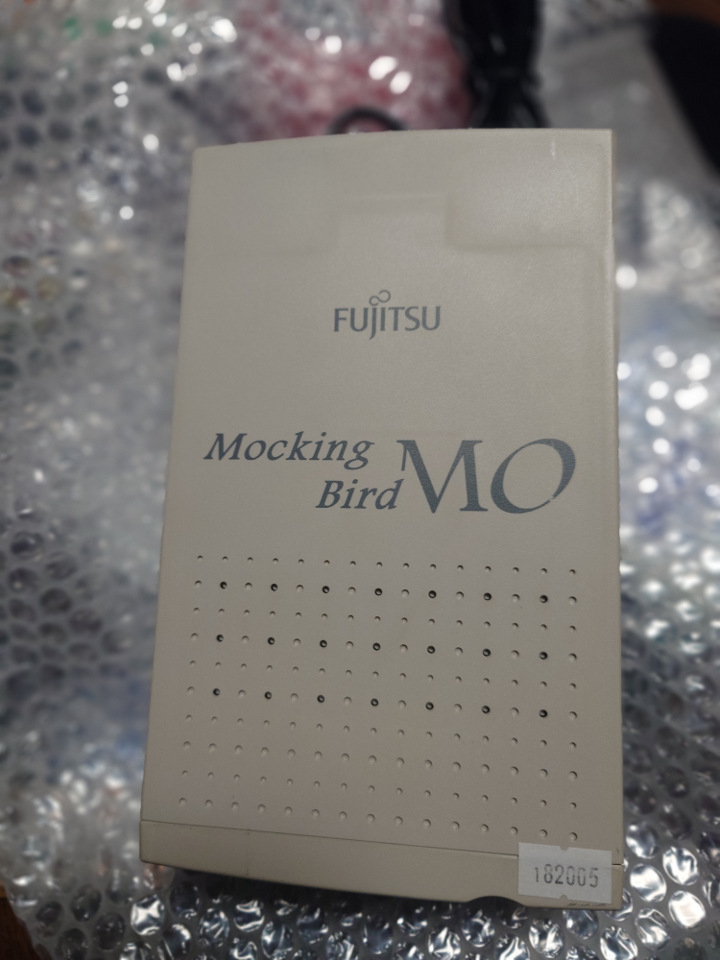 FUJITSU
Mocking
Bird MO
182005